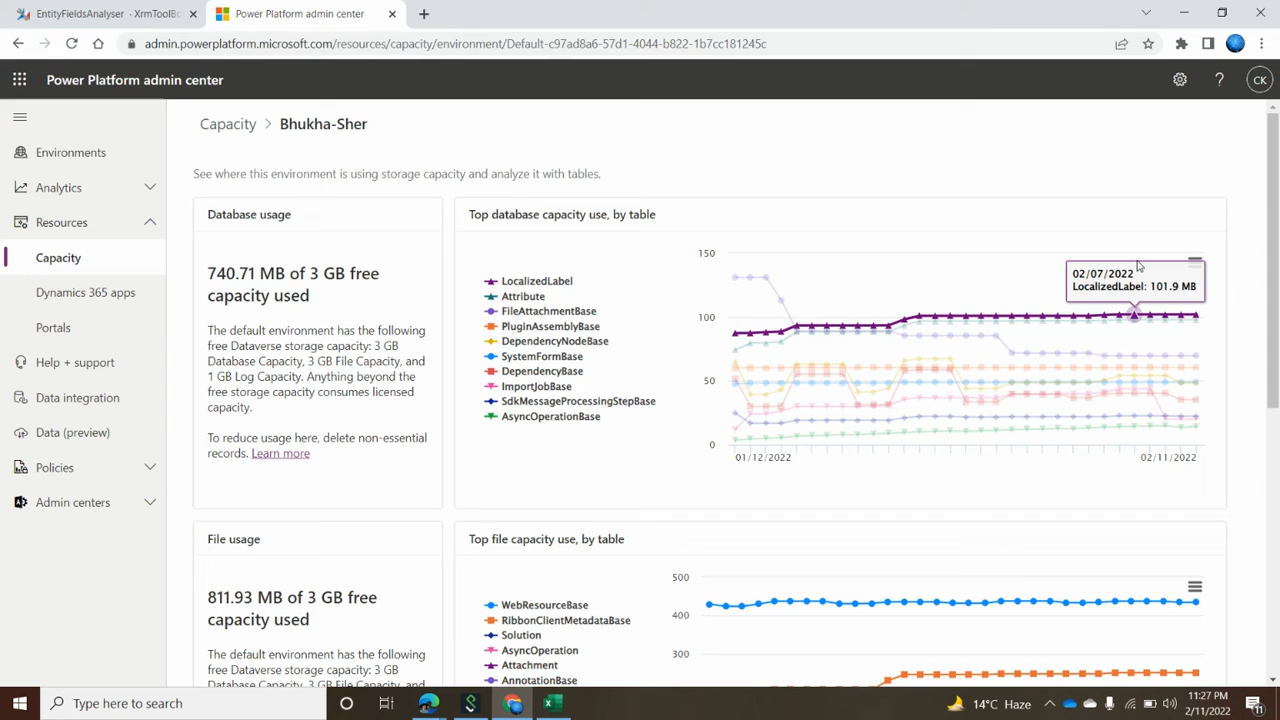 EntityFieldsAnalyser - XrmToolBo
Power Platform admin center
admin.powerplatform.microsoft.com/resources/capacity/environment/Default-c97ad8a6-57d1-4044-b822-1b7cc181245c
Power Platform admin center
CK
Environments
Analytics
Resources
Capacity
Dynamics 365 apps
Portals
Help + support
Data integration
Data (preview)
Policies
Admin centers
Capacity > Bhukha-Sher
See where this environment is using storage capacity and analyze it with tables.
Database usage
740.71 MB of 3 GB free
capacity used
The default environment has the following
free Dataverse storage capacity: 3 GB
Database Capacity, 3 GB File Capacity, and
1 GB Log Capacity. Anything beyond the
free storage capacity consumes licensed
capacity.
To reduce usage here, delete non-essential
records. Learn more
Top database capacity use, by table
LocalizedLabel
Attribute
FileAttachmentBase
PluginAssemblyBase
DependencyNodeBase
SystemFormBase
DependencyBase
ImportJobBase
SdkMessageProcessingStepBase
AsyncOperationBase
150
100
50
0
01/12/2022
02/11/2022
02/07/2022
LocalizedLabel: 101.9 MB
File usage
811.93 MB of 3 GB free
capacity used
The default environment has the following
free Dataverse storage capacity: 3 GB
Database Capacity, 3 GB File Capacity, and
Top file capacity use, by table
WebResourceBase
RibbonClientMetadataBase
Solution
AsyncOperation
Attachment
AnnotationBase
500
400
300
Type here to search
14°C Haze
11:27 PM
2/11/2022
11